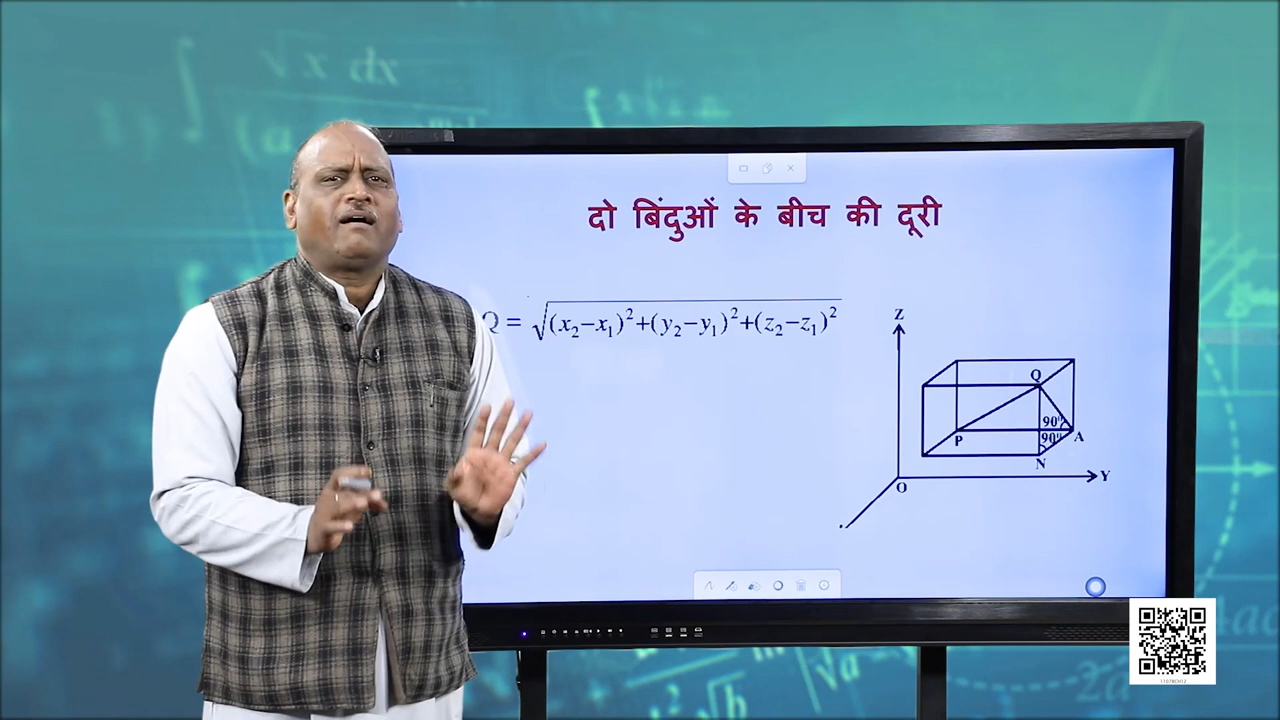 दो बिंदुओं के बीच की दूरी
Q = √(x₂−x₁)²+(y₂−y₁)²+(z₂−z₁)²
Z
Q
90°
P
90°
A
N
O
Y